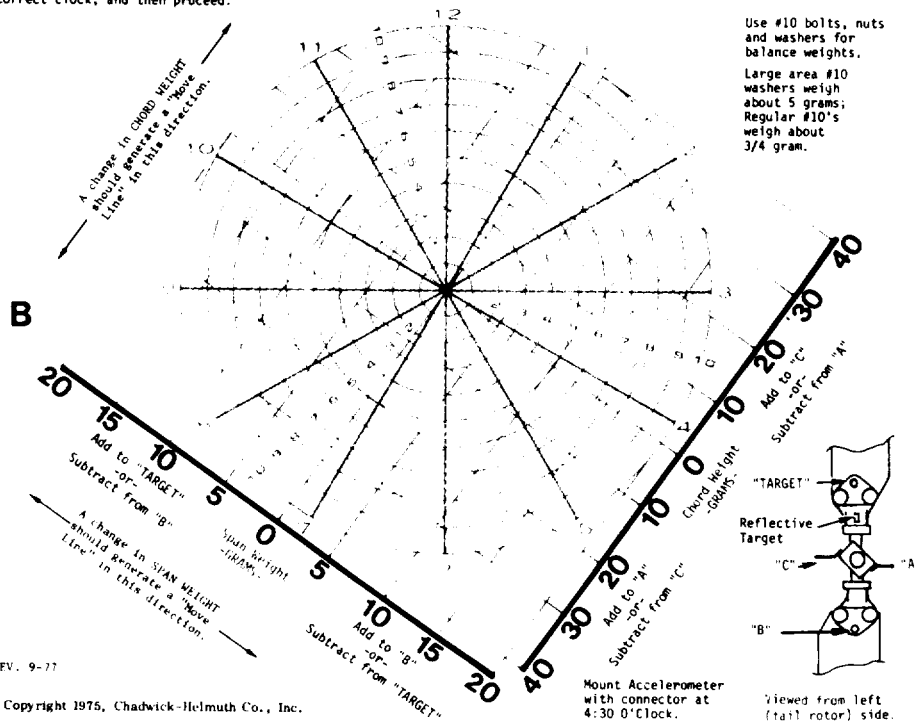 correct clock, and then proceed.
12
11
10
Use #10 bolts, nuts
and washers for
balance weights.
Large area #10
washers weigh
about 5 grams;
Regular #10's
weigh about
3/4 gram.
A change in CHORD WEIGHT
should generate a "Move
Line" in this direction.
B
20 15 10 5 0 5 10 15 20
Add to "TARGET"
-or-
Subtract from "B"
Span Weight
-GRAMS-
Add to "B"
-or-
Subtract from "TARGET"
A change in SPAN WEIGHT
should generate a "Move
Line" in this direction.
40 30 20 10 0 10 20 30 40
Add to "C"
-or-
Subtract from "A"
Chord Weight
-GRAMS-
Add to "A"
-or-
Subtract from "C"
"TARGET"
Reflective
Target
"C"
"A"
"B"
Mount Accelerometer
with connector at
4:30 O'Clock.
Viewed from left
(tail rotor) side.
EV. 9-77
Copyright 1975, Chadwick-Helmuth Co., Inc.